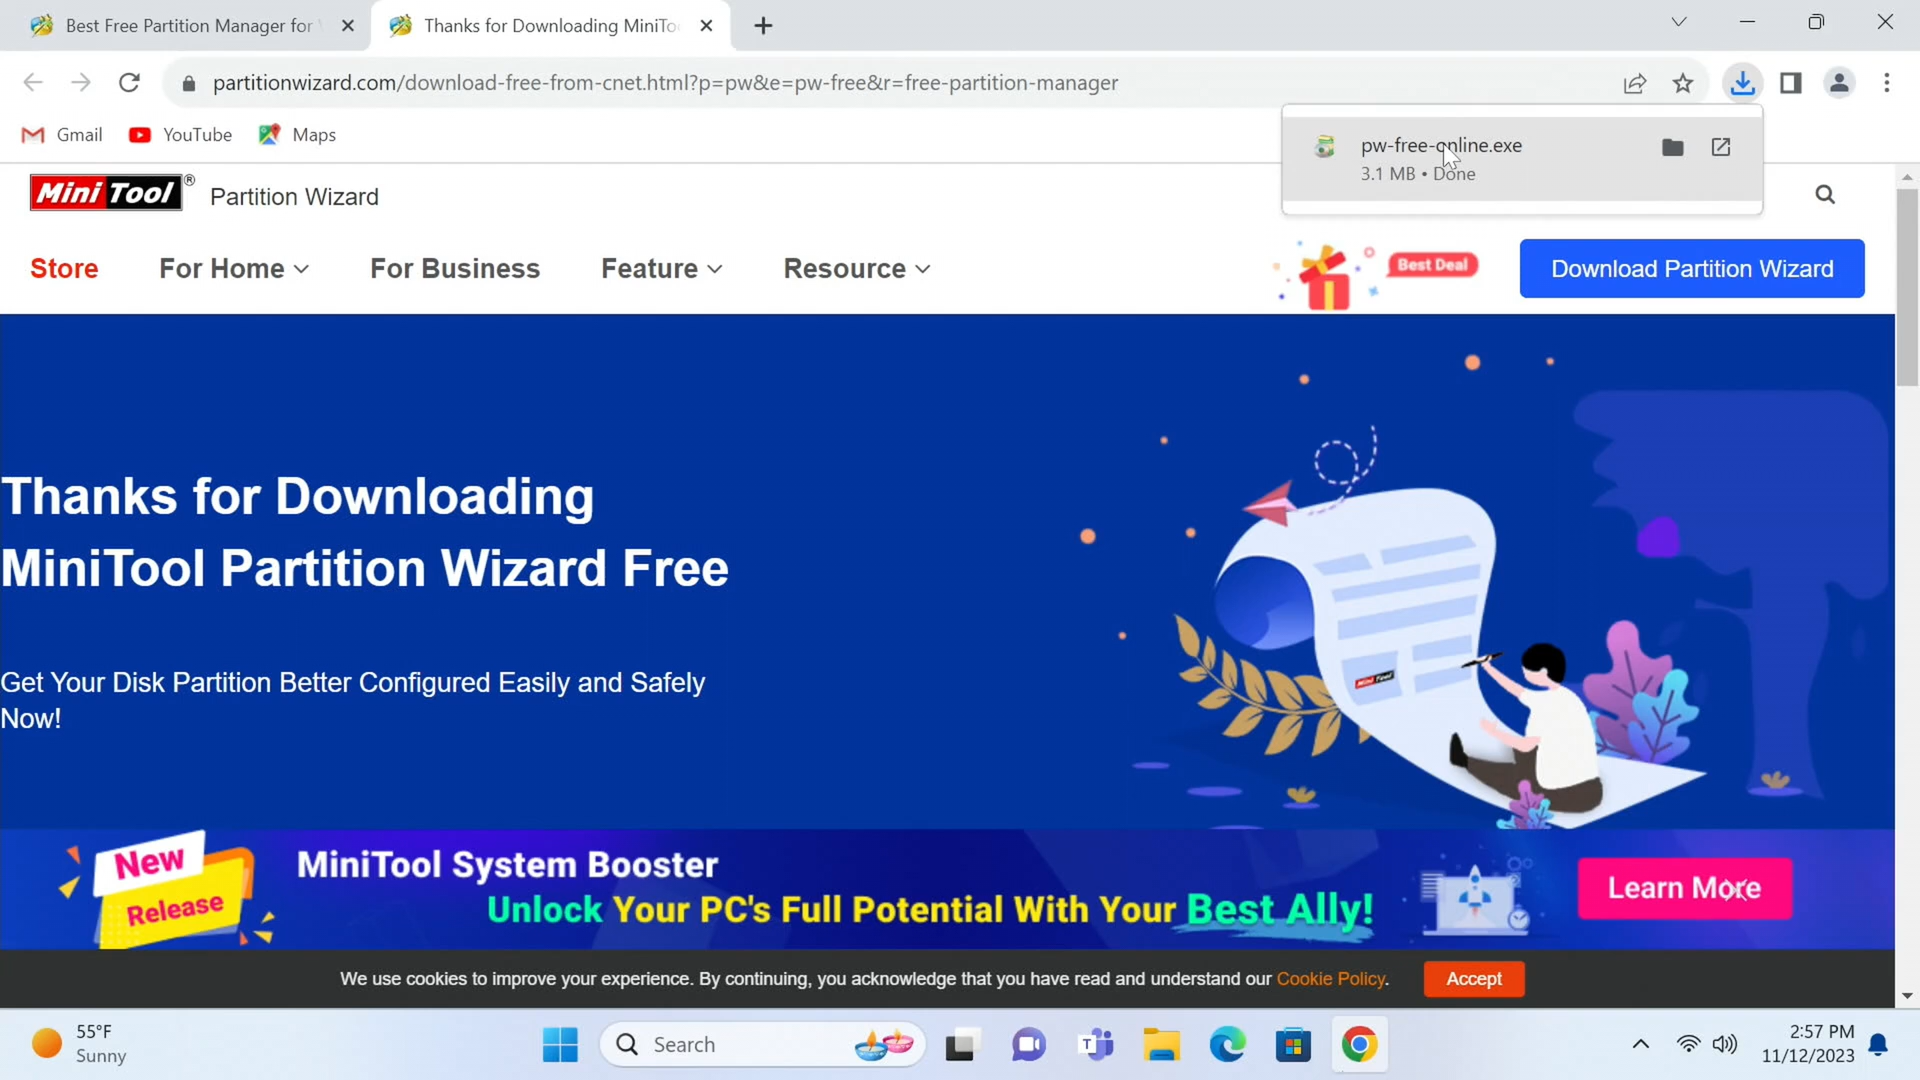 Best Free Partition Manager for
Thanks for Downloading MiniToo
partitionwizard.com/download-free-from-cnet.html?p=pw&e=pw-free&r=free-partition-manager
Gmail
YouTube
Maps
pw-free-online.exe
3.1 MB • Done
Mini Tool® Partition Wizard
Store
For Home
For Business
Feature
Resource
Best Deal
Download Partition Wizard
Thanks for Downloading
MiniTool Partition Wizard Free
Get Your Disk Partition Better Configured Easily and Safely
Now!
Mini Tool
New
Release
MiniTool System Booster
Unlock Your PC's Full Potential With Your Best Ally!
Learn More
We use cookies to improve your experience. By continuing, you acknowledge that you have read and understand our Cookie Policy.
Accept
55°F
Sunny
Search
T
2:57 PM
11/12/2023